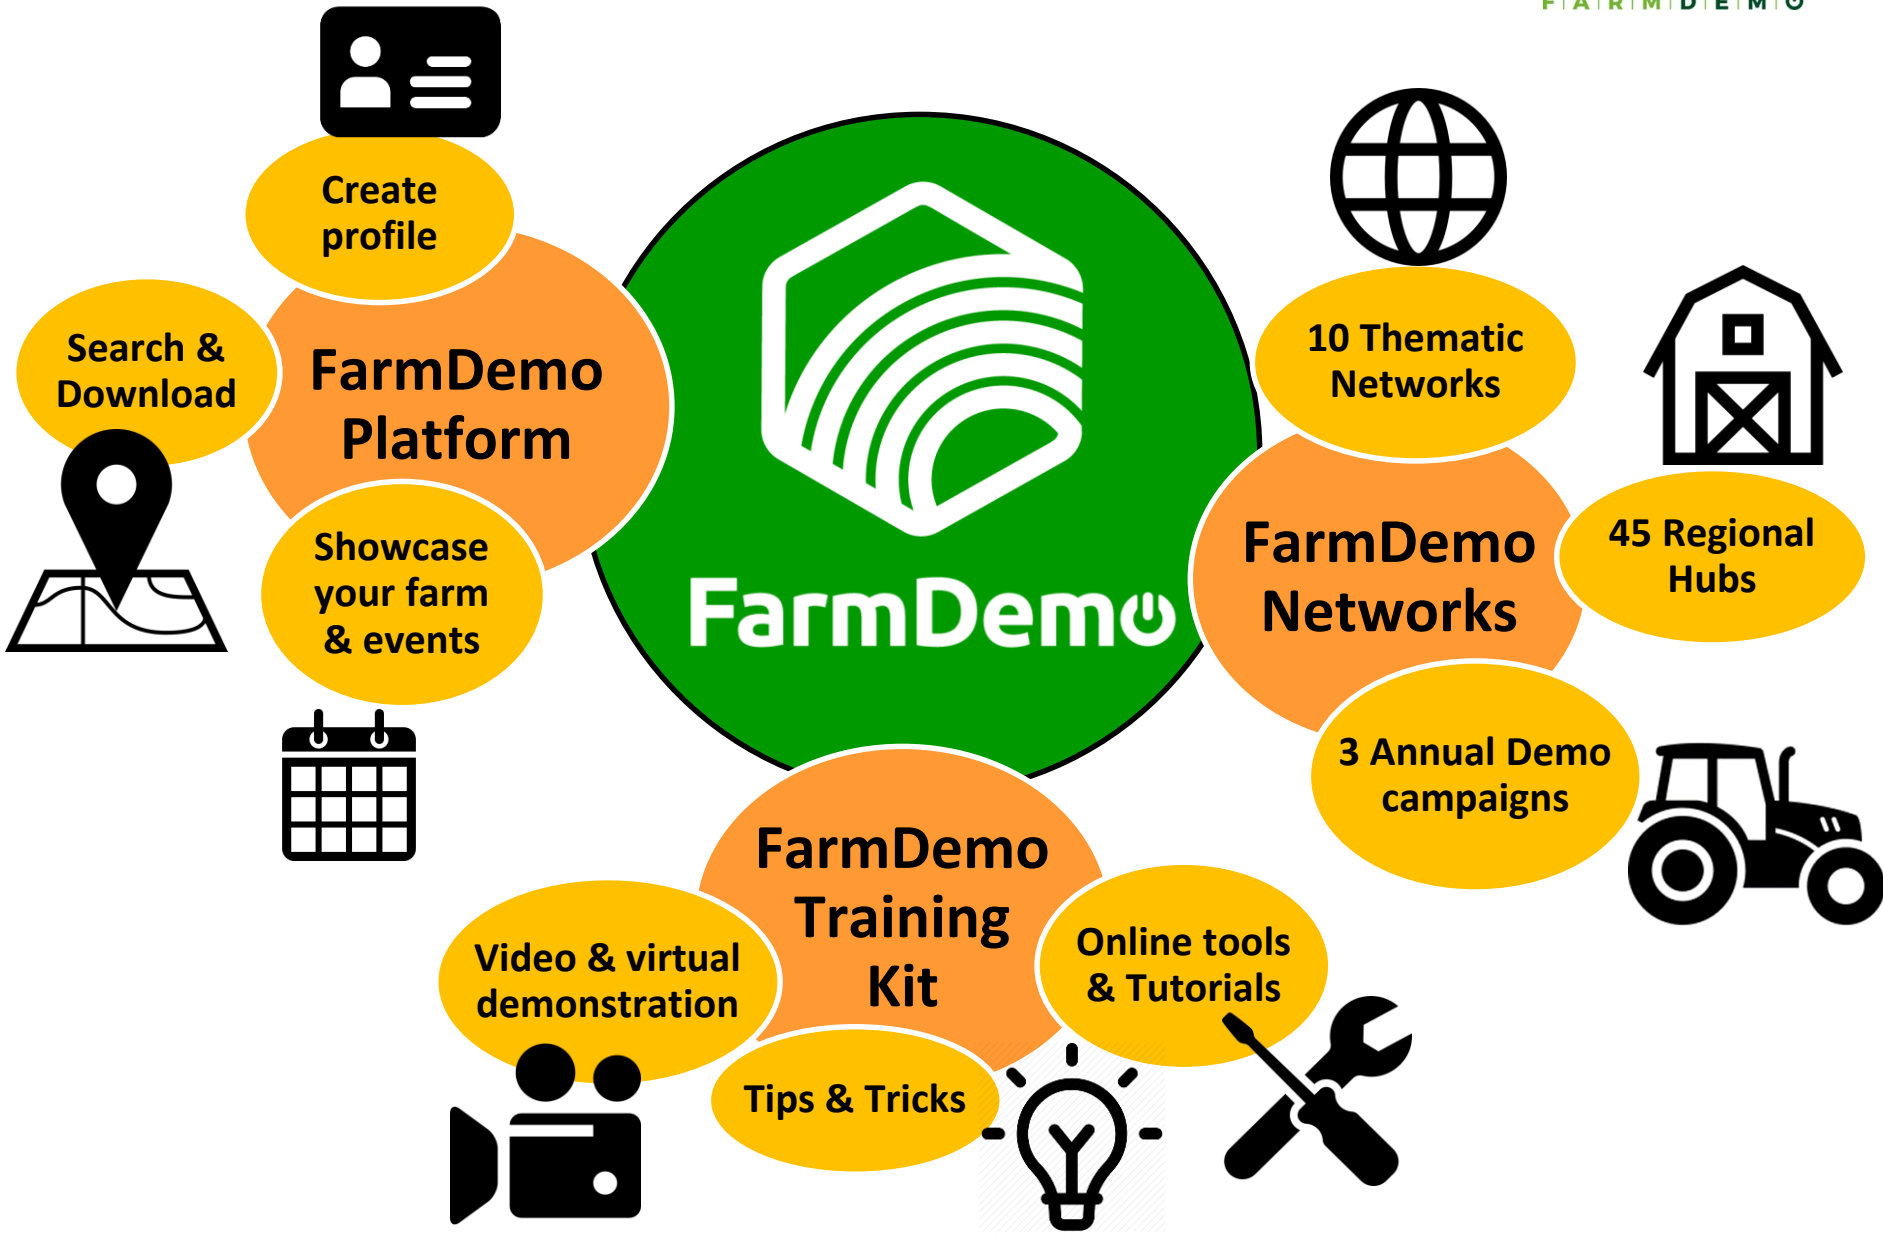 FARMDEMO
Create
profile
Search &
Download
FarmDemo
Platform
Showcase
your farm
& events
FarmDemo
10 Thematic
Networks
FarmDemo
Networks
45 Regional
Hubs
3 Annual Demo
campaigns
FarmDemo
Training
Kit
Video & virtual
demonstration
Tips & Tricks
Online tools
& Tutorials